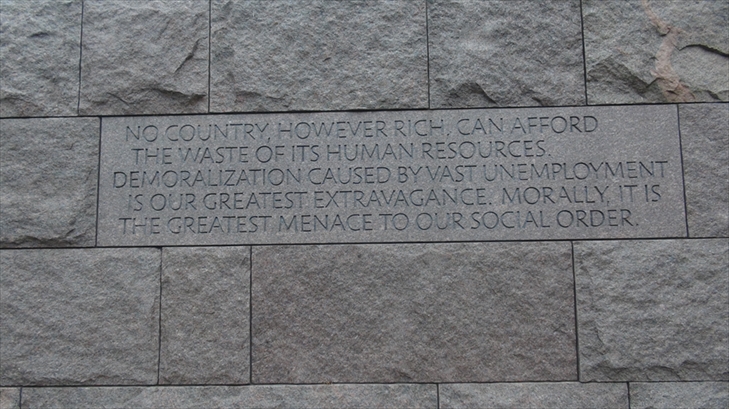 NO COUNTRY, HOWEVER RICH, CAN AFFORD
THE WASTE OF ITS HUMAN RESOURCES.
DEMORALIZATION CAUSED BY VAST UNEMPLOYMENT
IS OUR GREATEST EXTRAVAGANCE. MORALLY, IT IS
THE GREATEST MENACE TO OUR SOCIAL ORDER.